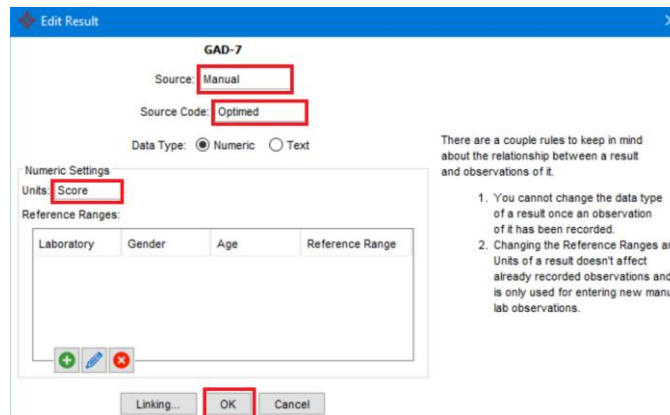 Edit Result
GAD-7
Source: Manual
Source Code: Optimed
Data Type: Numeric Text
Numeric Settings
Units: Score
Reference Ranges:
Laboratory Gender Age Reference Range
Linking... OK Cancel
There are a couple rules to keep in mind
about the relationship between a result
and observations of it.
1. You cannot change the data type
of a result once an observation
of it has been recorded.
2. Changing the Reference Ranges
Units of a result doesn't affect
already recorded observations and
is only used for entering new
lab observations.